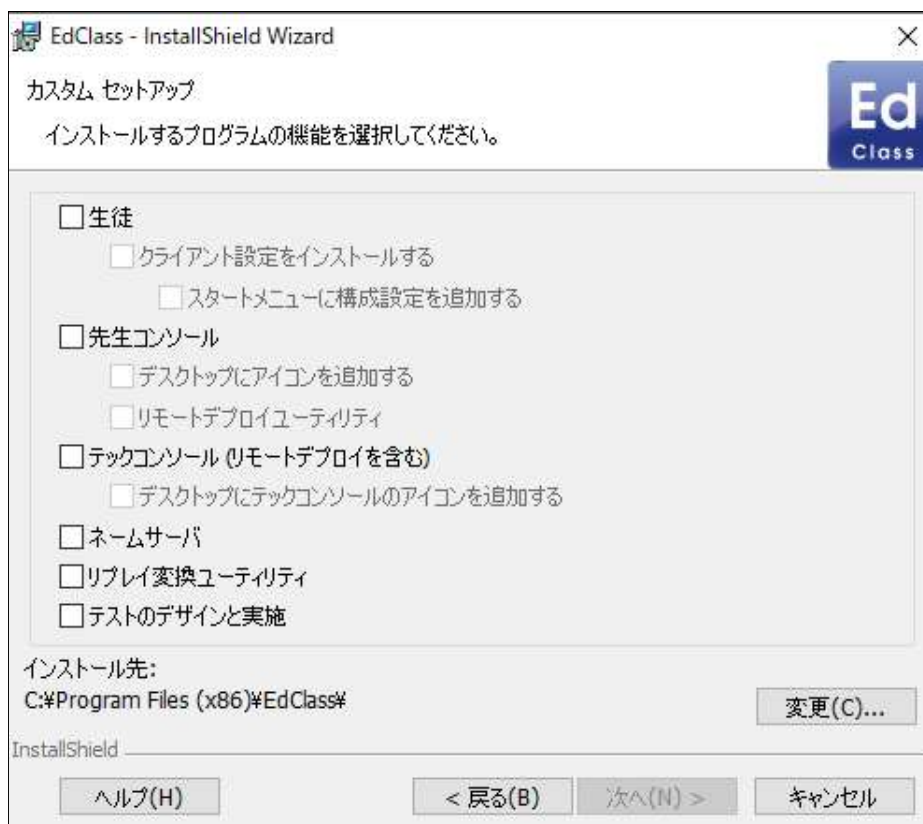 EdClass - InstallShield Wizard
カスタム セットアップ
インストールするプログラムの機能を選択してください。
Ed
Class
生徒
クライアント設定をインストールする
スタートメニューに構成設定を追加する
先生コンソール
デスクトップにアイコンを追加する
リモートデプロイユーティリティ
テックコンソール (リモートデプロイを含む)
デスクトップにテックコンソールのアイコンを追加する
ネームサーバ
リプレイ変換ユーティリティ
テストのデザインと実施
インストール先:
C:¥Program Files (x86)¥EdClass¥
変更(C)...
InstallShield
ヘルプ(H)
< 戻る(B)
次へ(N) >
キャンセル